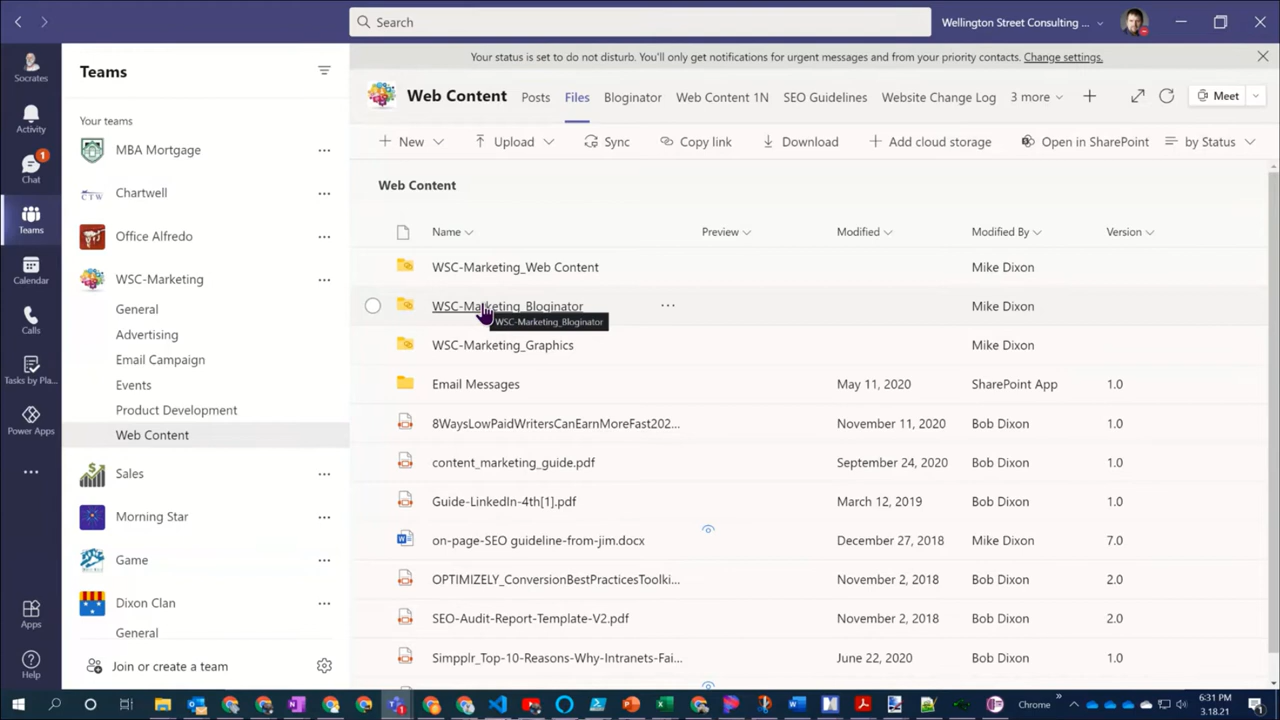 Search
Wellington Street Consulting ...
Your status is set to do not disturb. You'll only get notifications for urgent messages and from your priority contacts. Change settings.
Socrates
Activity
1
Chat
Teams
Calendar
Calls
Tasks by Pla...
Power Apps
Apps
Help
Teams
Your teams
MBA Mortgage
CTW
Chartwell
Office Alfredo
WSC-Marketing
General
Advertising
Email Campaign
Events
Product Development
Web Content
Sales
Morning Star
Game
Dixon Clan
General
Join or create a team
Web Content
Posts
Files
Bloginator
Web Content 1N
SEO Guidelines
Website Change Log
3 more
Meet
New
Upload
Sync
Copy link
Download
Add cloud storage
Open in SharePoint
by Status
Web Content
Name Preview Modified Modified By Version
WSC-Marketing_Web Content Mike Dixon
WSC-Marketing_Bloginator ... Mike Dixon
WSC-Marketing_Bloginator
WSC-Marketing_Graphics Mike Dixon
Email Messages May 11, 2020 SharePoint App 1.0
8WaysLowPaidWritersCanEarnMoreFast202... November 11, 2020 Bob Dixon 1.0
content_marketing_guide.pdf September 24, 2020 Bob Dixon 1.0
Guide-LinkedIn-4th[1].pdf March 12, 2019 Bob Dixon 1.0
on-page-SEO guideline-from-jim.docx December 27, 2018 Mike Dixon 7.0
OPTIMIZELY_ConversionBestPracticesToolki... November 2, 2018 Bob Dixon 2.0
SEO-Audit-Report-Template-V2.pdf November 2, 2018 Bob Dixon 2.0
Simpplr_Top-10-Reasons-Why-Intranets-Fai... June 22, 2020 Bob Dixon 1.0
Chrome
6:31 PM
3.18.21